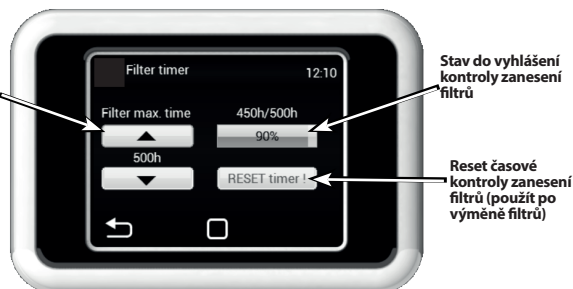 Filter timer 12:10
Filter max. time 450h/500h
90%
500h
RESET timer !
Stav do vyhlášení
kontroly zanesení
filtrů
Reset časové
kontroly zanesení
filtrů (použít po
výměně filtrů)